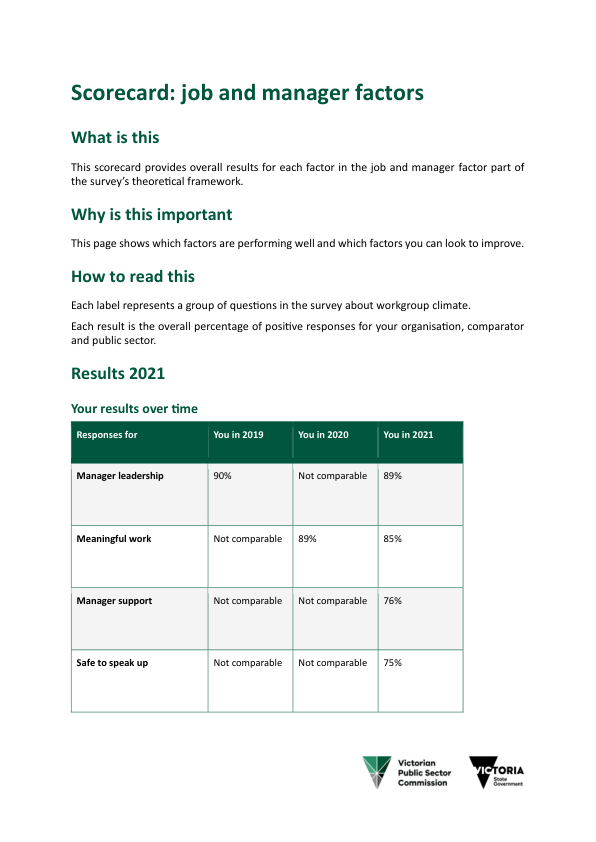 Scorecard: job and manager factors
What is this
This scorecard provides overall results for each factor in the job and manager factor part of
the survey’s theoretical framework.
Why is this important
This page shows which factors are performing well and which factors you can look to improve.
How to read this
Each label represents a group of questions in the survey about workgroup climate.
Each result is the overall percentage of positive responses for your organisation, comparator
and public sector.
Results 2021
Your results over time
Responses for You in 2019 You in 2020 You in 2021
Manager leadership 90% Not comparable 89%
Meaningful work Not comparable 89% 85%
Manager support Not comparable Not comparable 76%
Safe to speak up Not comparable Not comparable 75%
Victorian
Public Sector
Commission
VICTORIA
State
Government